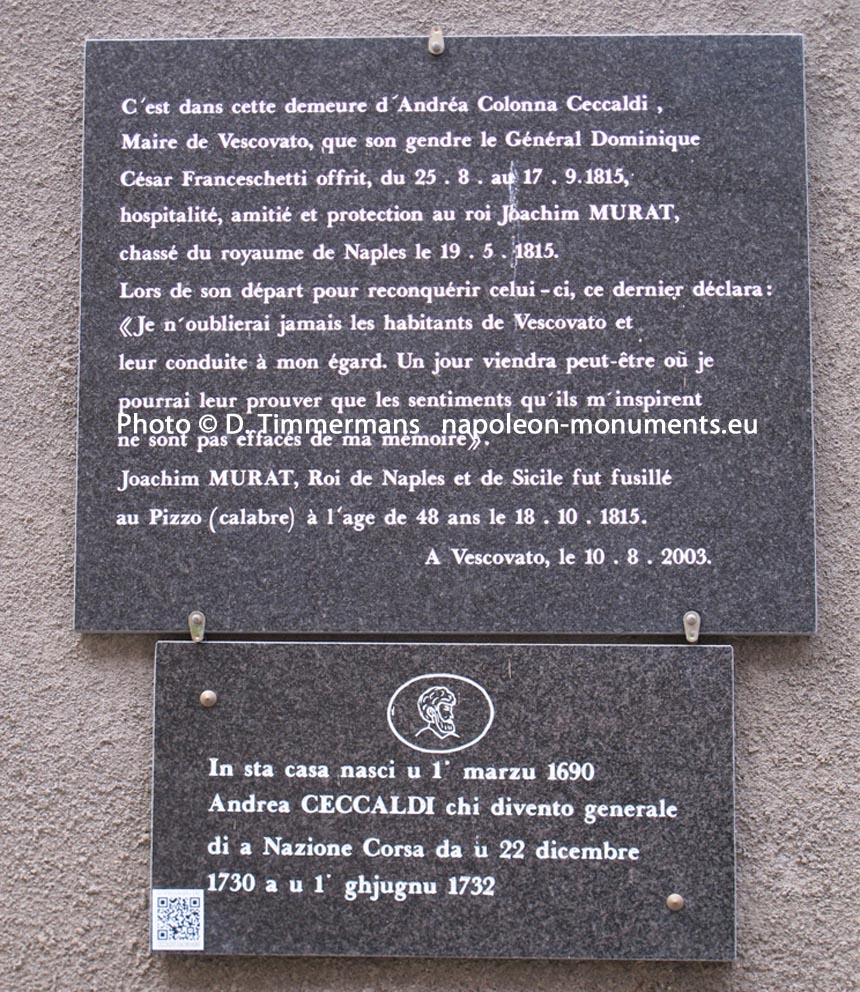 C´est dans cette demeure d´Andréa Colonna Ceccaldi ,
Maire de Vescovato, que son gendre le Général Dominique
César Franceschetti offrit, du 25 . 8 . au 17 . 9.1815,
hospitalité, amitié et protection au roi Joachim MURAT,
chassé du royaume de Naples le 19 . 5 . 1815.
Lors de son départ pour reconquérir celui-ci, ce dernier déclara:
《Je n´oublierai jamais les habitants de Vescovato et
leur conduite à mon égard. Un jour viendra peut-être où je
pourrai leur prouver que les sentiments qu´ils m´inspirent
Photo © D. Timmermans napoleon-monuments.eu
ne sont pas effacés de ma mémoire》.
Joachim MURAT, Roi de Naples et de Sicile fut fusillé
au Pizzo (calabre) à l´age de 48 ans le 18 . 10 . 1815.
A Vescovato, le 10 . 8 . 2003.
In sta casa nasci u 1° marzu 1690
Andrea CECCALDI chi divento generale
di a Nazione Corsa da u 22 dicembre
1730 a u 1° ghjugnu 1732